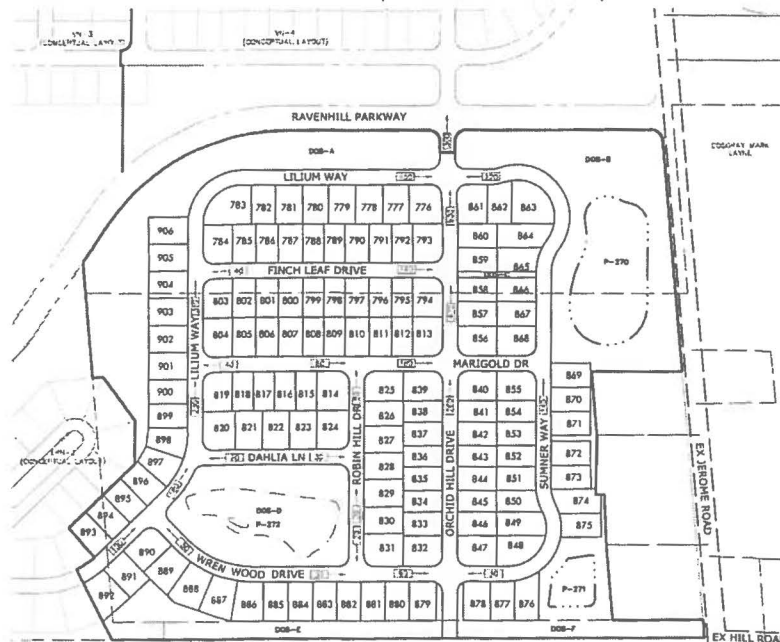 VN-3
(CONCEPTUAL LAYOUT)
VN-4
(CONCEPTUAL LAYOUT)
RAVENHILL PARKWAY
DOS-A
DOS-B
LILIUM WAY
783 782 781 780 779 778 777 776
861 862 863
784 785 786 787 788 789 790 791 792 793
860 864
859 865
P-270
906
905
904
903
902
901
900
899
898
897
896
895
894
893
FINCH LEAF DRIVE
803 802 801 800 799 798 797 796 795 794
858 866
857 867
804 805 806 807 808 809 810 811 812 813
856 868
LILIUM WAY
MARIGOLD DR
819 818 817 816 815 814
820 821 822 823 824
825 839
826 838
827 837
828 836
835
829 834
830 833
831 832
840 855
841 854
842 853
843 852
844 851
845 850
846 849
847 848
869
870
871
872
873
874
875
DAHLIA LN
ROBIN HILL DR
ORCHID HILL DRIVE
SUMNER WAY
EX JEROME ROAD
(CONCEPTUAL LAYOUT)
DOS-D
P-272
WREN WOOD DRIVE
892 891 890 889 888 887 886 885 884 883 882 881 880 879
878 877 876
P-271
DOS-E
DOS-F
EX HILL ROA